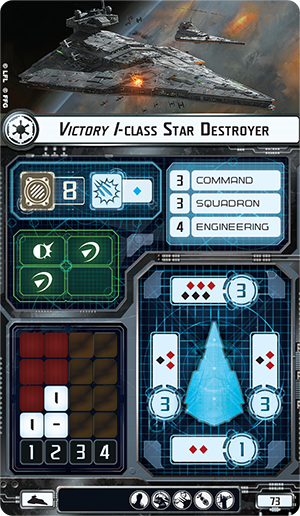 © LFL © FFG
VICTORY I-CLASS STAR DESTROYER
8
3 COMMAND
3 SQUADRON
4 ENGINEERING
3
3
3
1
1
1 –
1 2 3 4
73